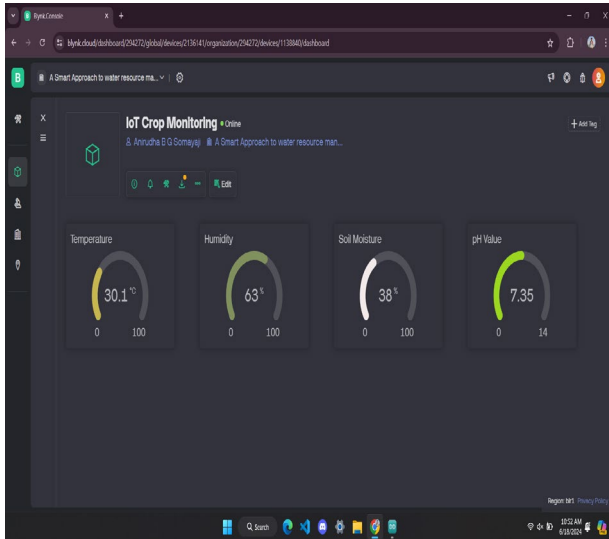 Blynk.Console
blynk.cloud/dashboard/294272/global/devices/2136141/organization/294272/devices/1138840/dashboard
B
A Smart Approach to water resource ma...
IoT Crop Monitoring Online
Anirudha B G Somayaji A Smart Approach to water resource man...
+ Add Tag
Edit
Temperature Humidity Soil Moisture pH Value
30.1 °C 63 % 38 % 7.35
0 100 0 100 0 100 0 14
Region: blr1 Privacy Policy
Search
10:52 AM
6/18/2024